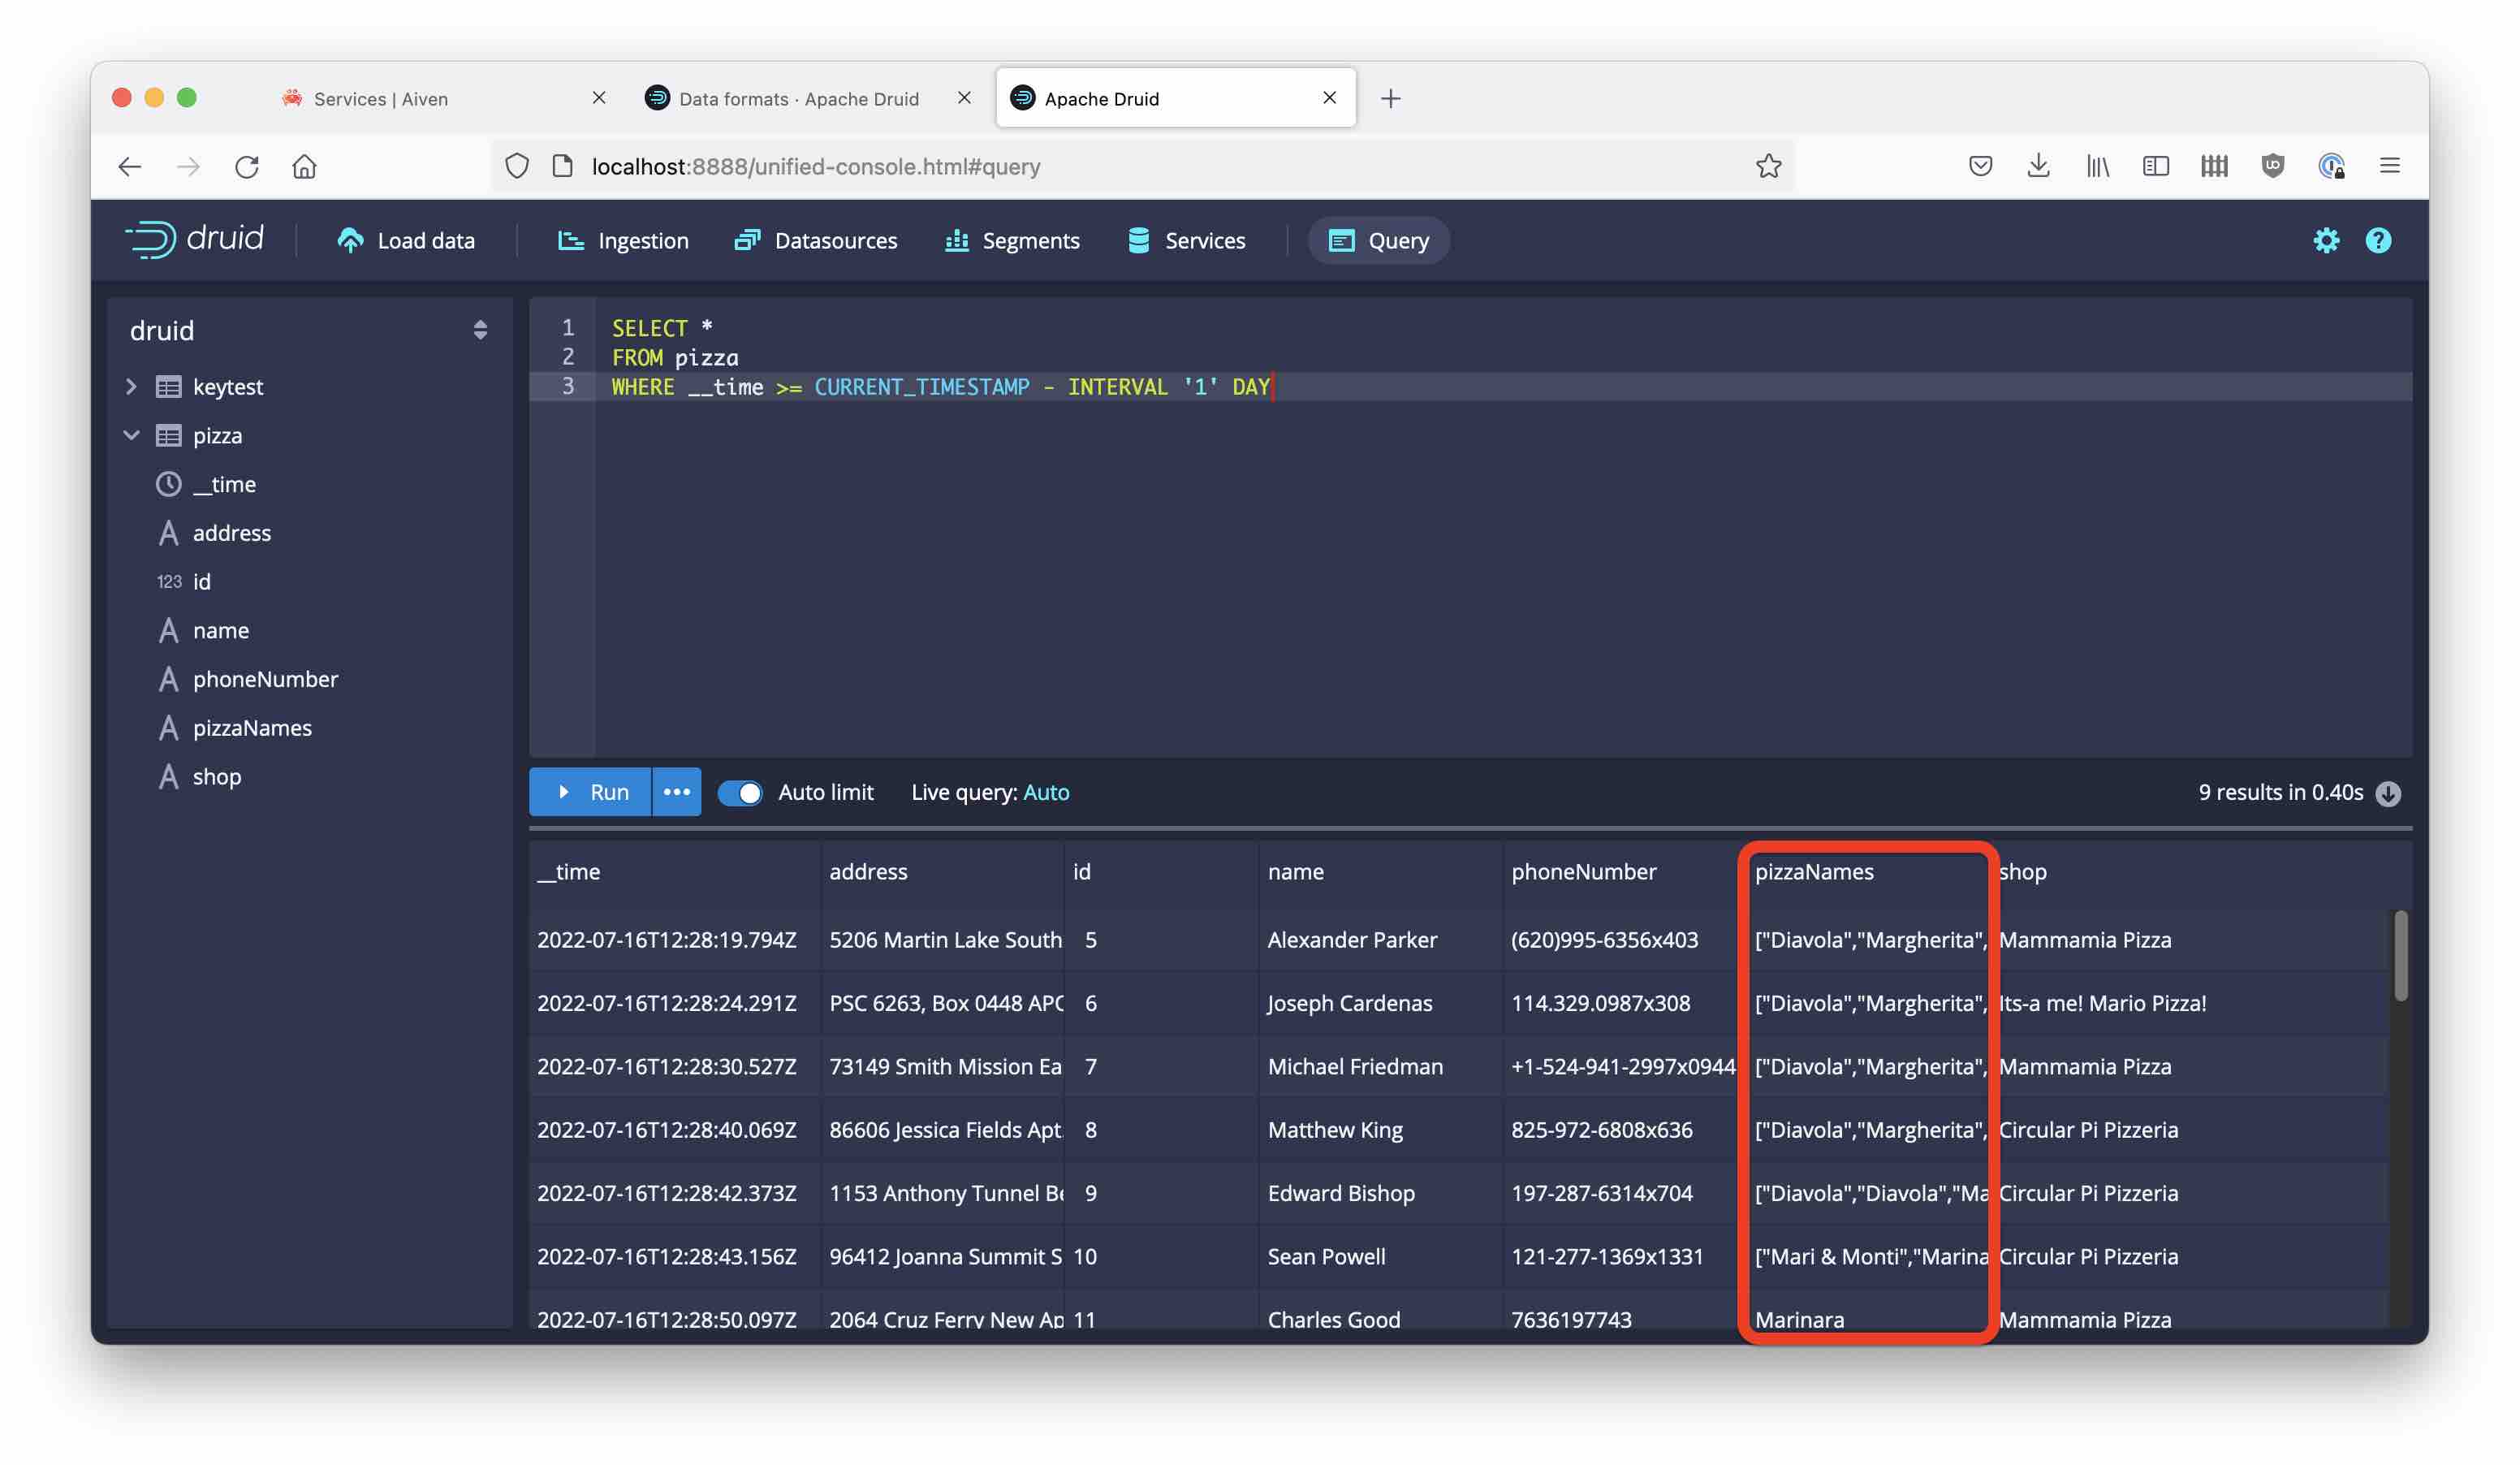 Services | Aiven
Data formats · Apache Druid
Apache Druid
localhost:8888/unified-console.html#query
druid
Load data
Ingestion
Datasources
Segments
Services
Query
druid
keytest
pizza
__time
address
123 id
name
phoneNumber
pizzaNames
shop
1 SELECT *
2 FROM pizza
3 WHERE __time >= CURRENT_TIMESTAMP - INTERVAL '1' DAY
Run
Auto limit
Live query: Auto
9 results in 0.40s
__time address id name phoneNumber pizzaNames shop
2022-07-16T12:28:19.794Z 5206 Martin Lake South 5 Alexander Parker (620)995-6356x403 ["Diavola","Margherita", Mammamia Pizza
2022-07-16T12:28:24.291Z PSC 6263, Box 0448 APO 6 Joseph Cardenas 114.329.0987x308 ["Diavola","Margherita", Its-a me! Mario Pizza!
2022-07-16T12:28:30.527Z 73149 Smith Mission Ea 7 Michael Friedman +1-524-941-2997x0944 ["Diavola","Margherita", Mammamia Pizza
2022-07-16T12:28:40.069Z 86606 Jessica Fields Apt. 8 Matthew King 825-972-6808x636 ["Diavola","Margherita", Circular Pi Pizzeria
2022-07-16T12:28:42.373Z 1153 Anthony Tunnel Be 9 Edward Bishop 197-287-6314x704 ["Diavola","Diavola","Ma Circular Pi Pizzeria
2022-07-16T12:28:43.156Z 96412 Joanna Summit S 10 Sean Powell 121-277-1369x1331 ["Mari & Monti","Marina Circular Pi Pizzeria
2022-07-16T12:28:50.097Z 2064 Cruz Ferry New Ap 11 Charles Good 7636197743 Marinara Mammamia Pizza